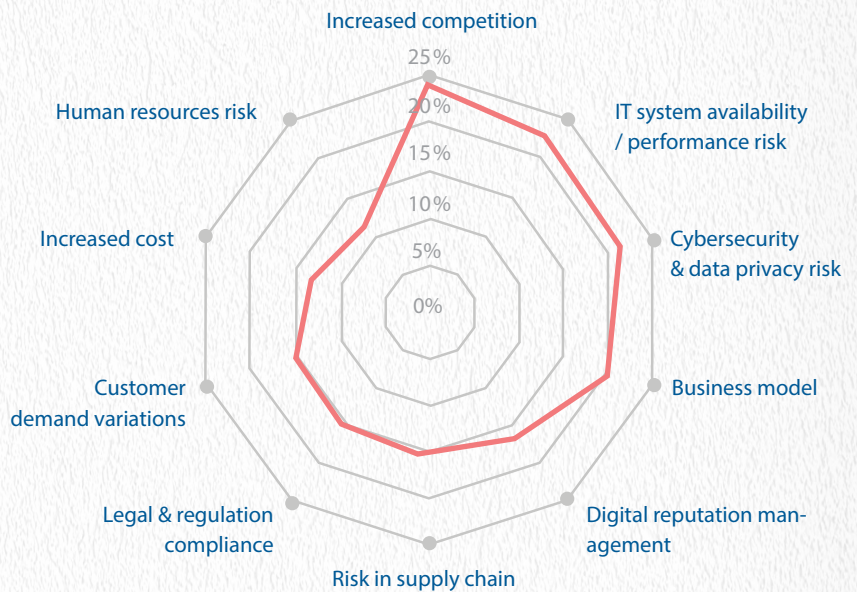 Increased competition
25%
20%
15%
10%
5%
0%
IT system availability
/ performance risk
Cybersecurity
& data privacy risk
Business model
Digital reputation man-
agement
Risk in supply chain
Legal & regulation
compliance
Customer
demand variations
Increased cost
Human resources risk